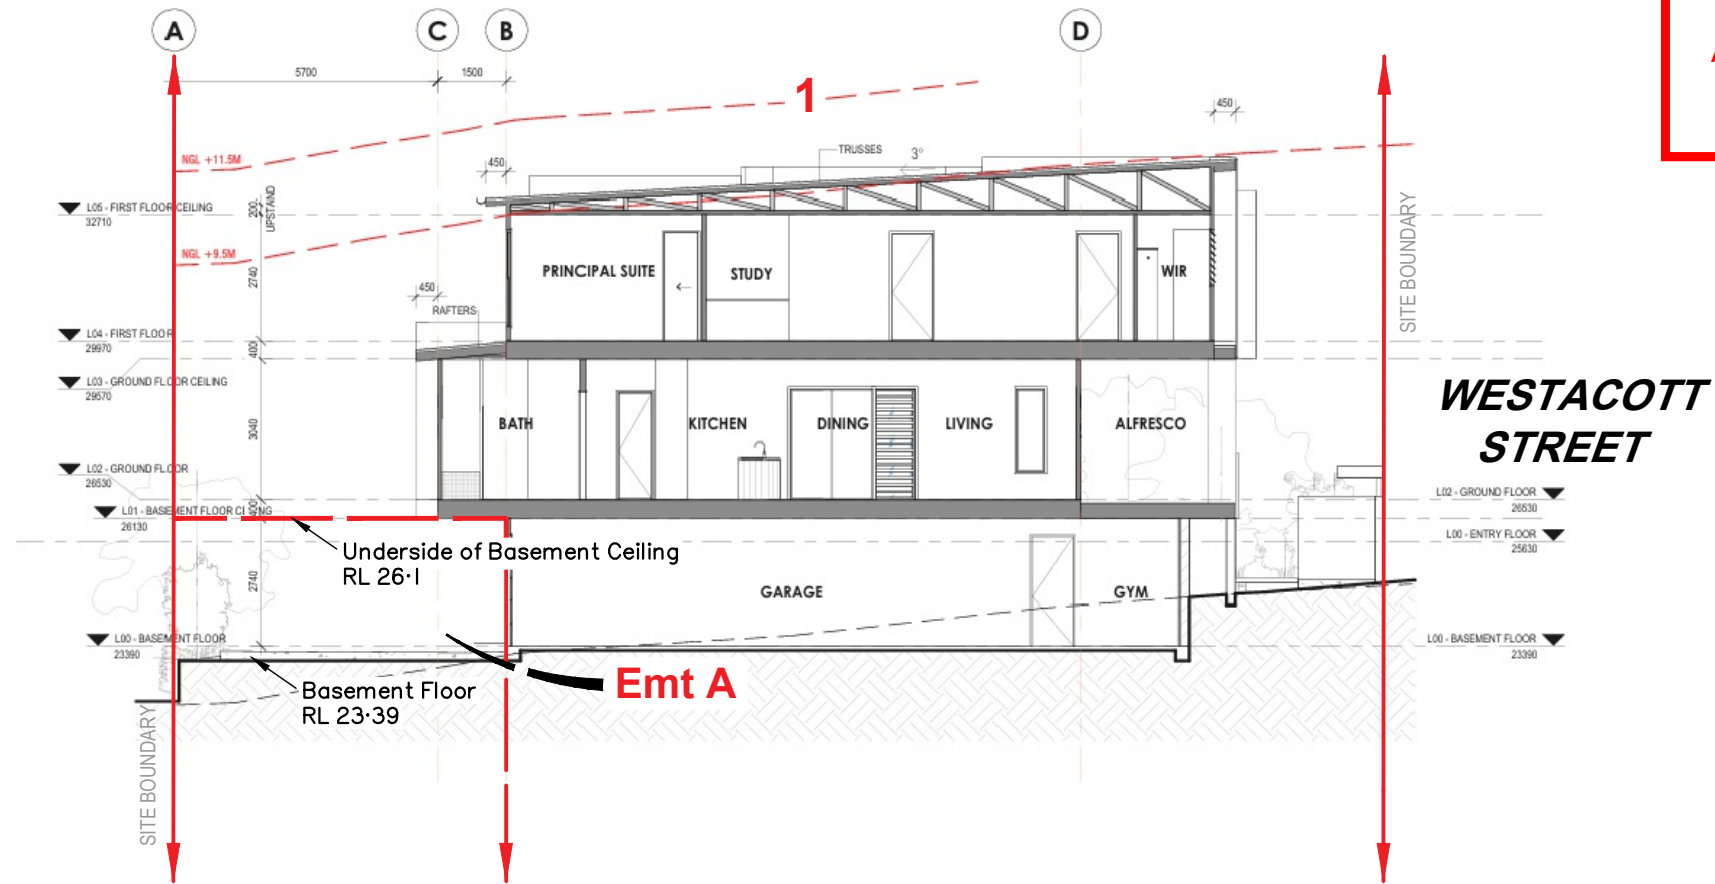 A
C
B
D
5700
1500
1
NGL +11.5M
450
450
TRUSSES
3°
L05 - FIRST FLOOR CEILING
32710
200
UPSTAND
NGL +9.5M
2740
PRINCIPAL SUITE
STUDY
WIR
SITE BOUNDARY
450
RAFTERS
L04 - FIRST FLOOR
29970
400
L03 - GROUND FLOOR CEILING
29570
WESTACOTT
STREET
3040
BATH
KITCHEN
DINING
LIVING
ALFRESCO
L02 - GROUND FLOOR
26530
L02 - GROUND FLOOR
26530
400
L01 - BASEMENT FLOOR CEILING
26130
L00 - ENTRY FLOOR
25630
Underside of Basement Ceiling
RL 26·1
2740
GARAGE
GYM
L00 - BASEMENT FLOOR
23390
L00 - BASEMENT FLOOR
23390
Emt A
Basement Floor
RL 23·39
SITE BOUNDARY